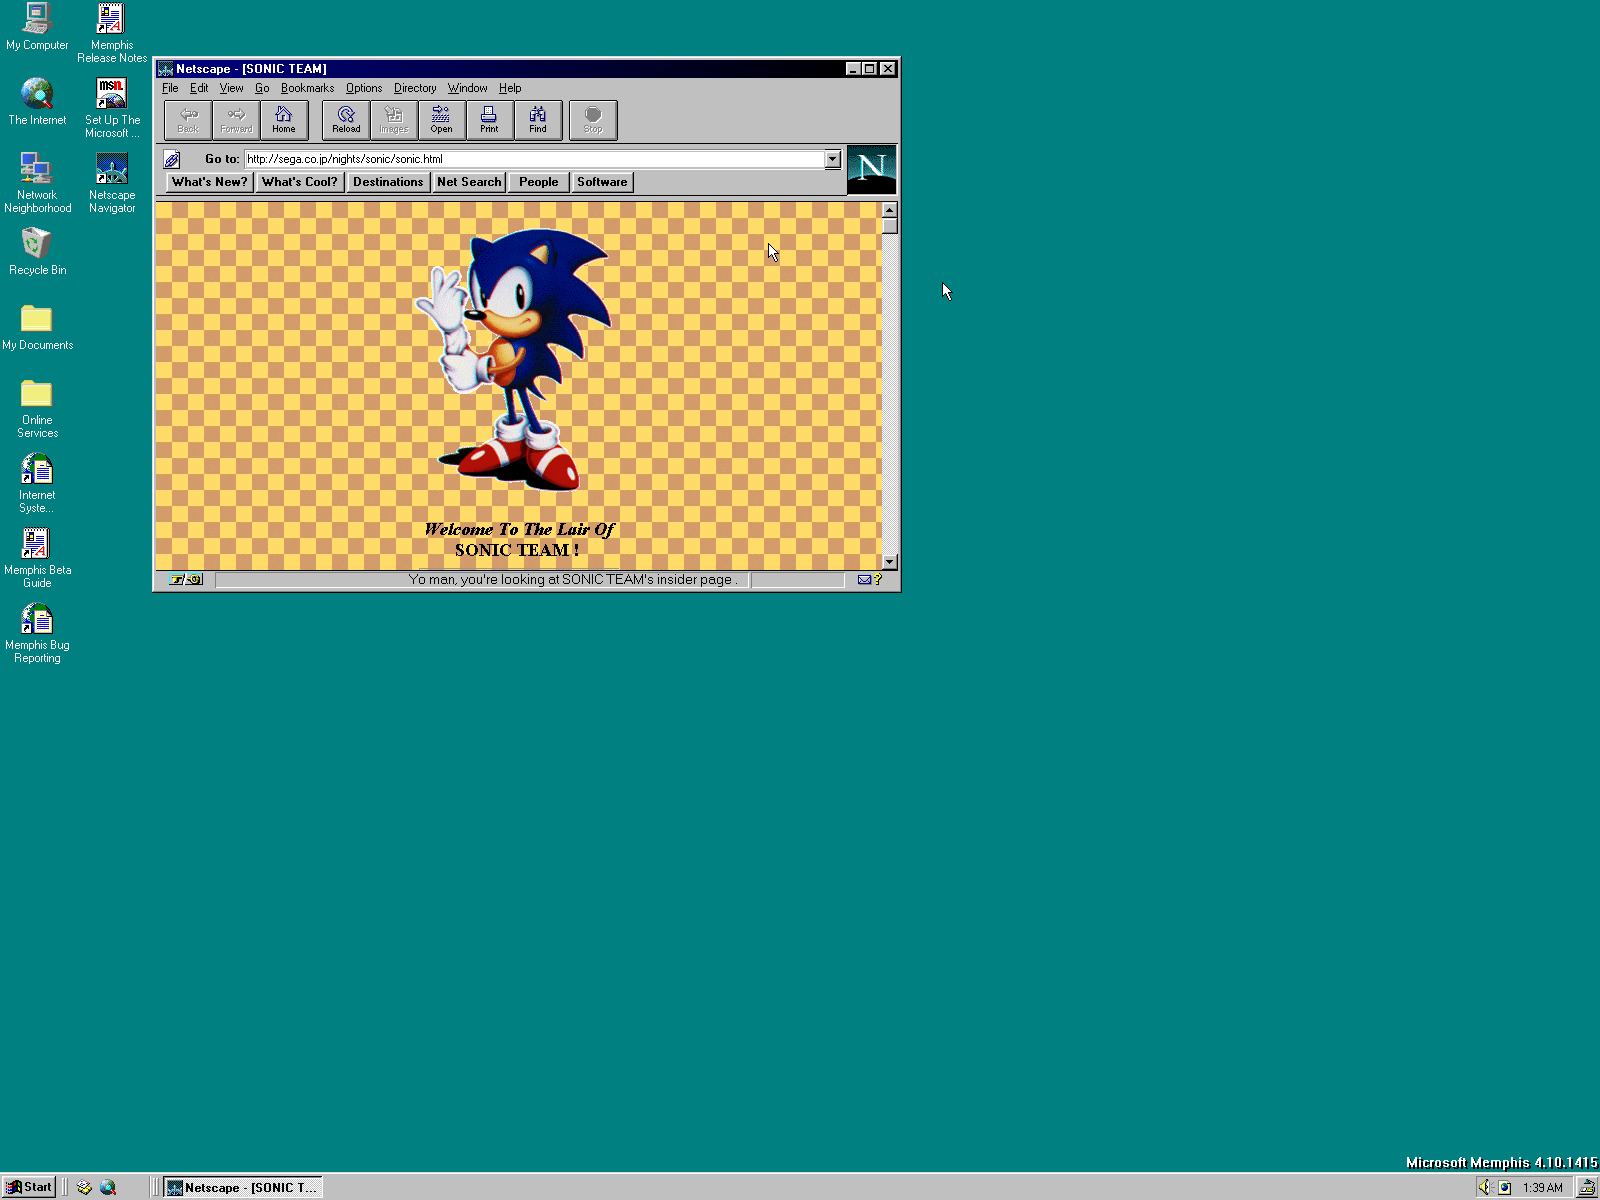 My Computer
Memphis
Release Notes
The Internet
msn.
Set Up The
Microsoft ...
Network
Neighborhood
Netscape
Navigator
Recycle Bin
My Documents
Online
Services
Internet
Syste...
Memphis Beta
Guide
Memphis Bug
Reporting
Netscape - [SONIC TEAM]
File Edit View Go Bookmarks Options Directory Window Help
Back Forward Home Reload Images Open Print Find Stop
Go to: http://sega.co.jp/nights/sonic/sonic.html
N
What's New? What's Cool? Destinations Net Search People Software
Welcome To The Lair Of
SONIC TEAM !
Yo man, you're looking at SONIC TEAM's insider page .
?
Microsoft Memphis 4.10.1415
Start
Netscape - [SONIC T...
1:39 AM